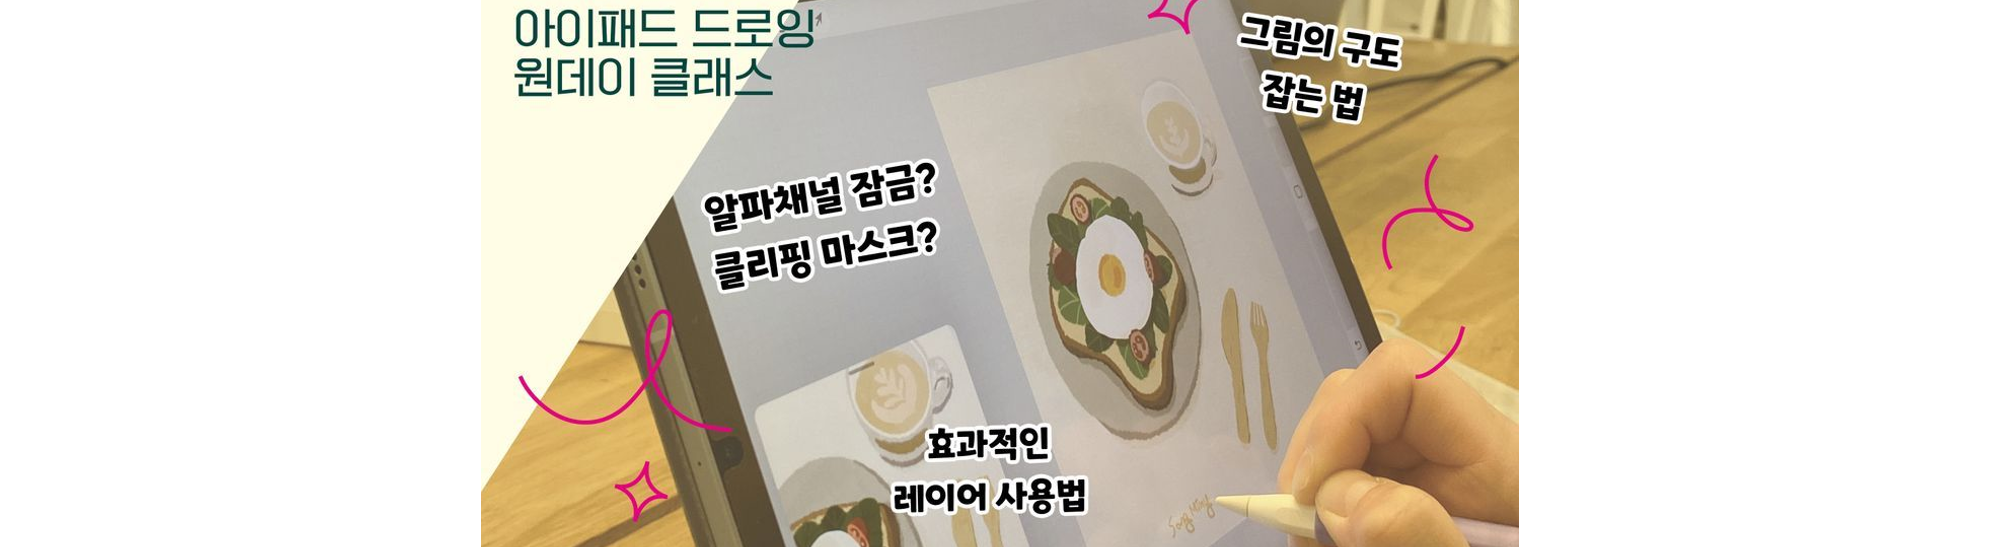 아이패드 드로잉
원데이 클래스
그림의 구도
잡는 법
알파채널 잠금?
클리핑 마스크?
효과적인
레이어 사용법